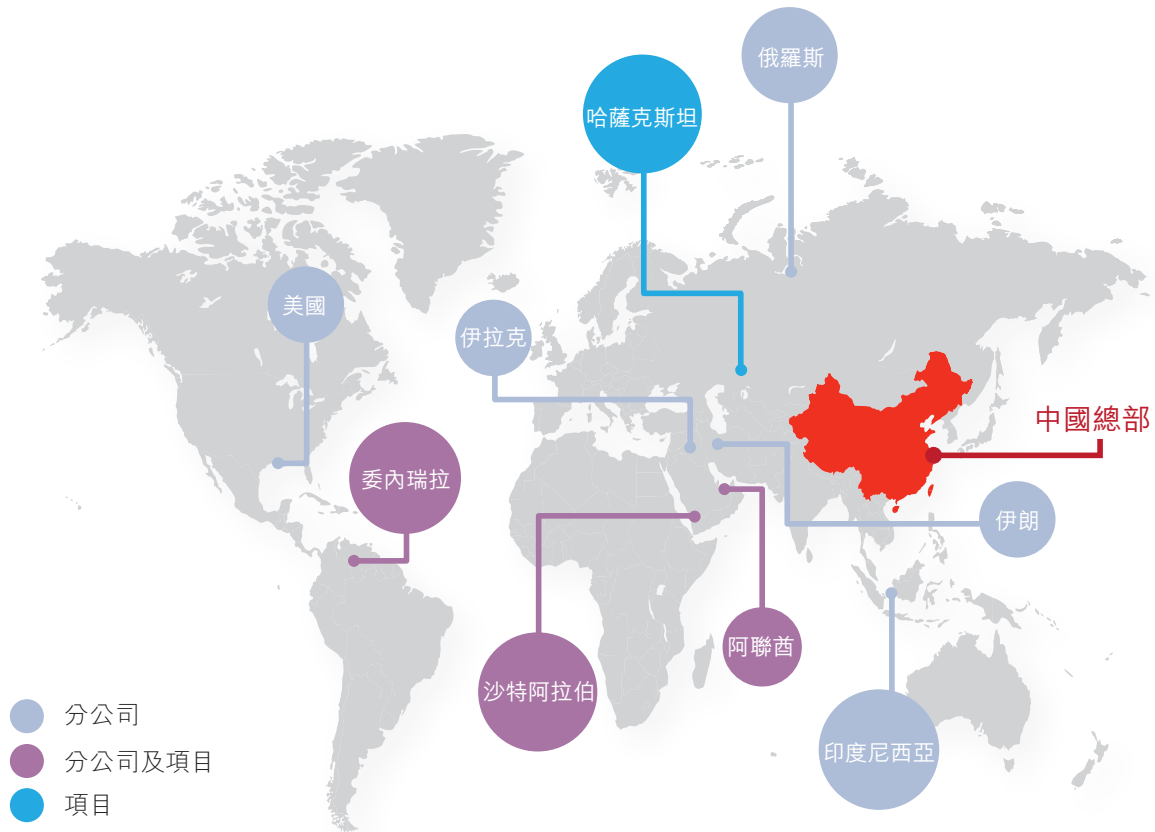 俄羅斯
哈薩克斯坦
美國
伊拉克
中國總部
委內瑞拉
伊朗
阿聯酋
沙特阿拉伯
印度尼西亞
分公司
分公司及項目
項目